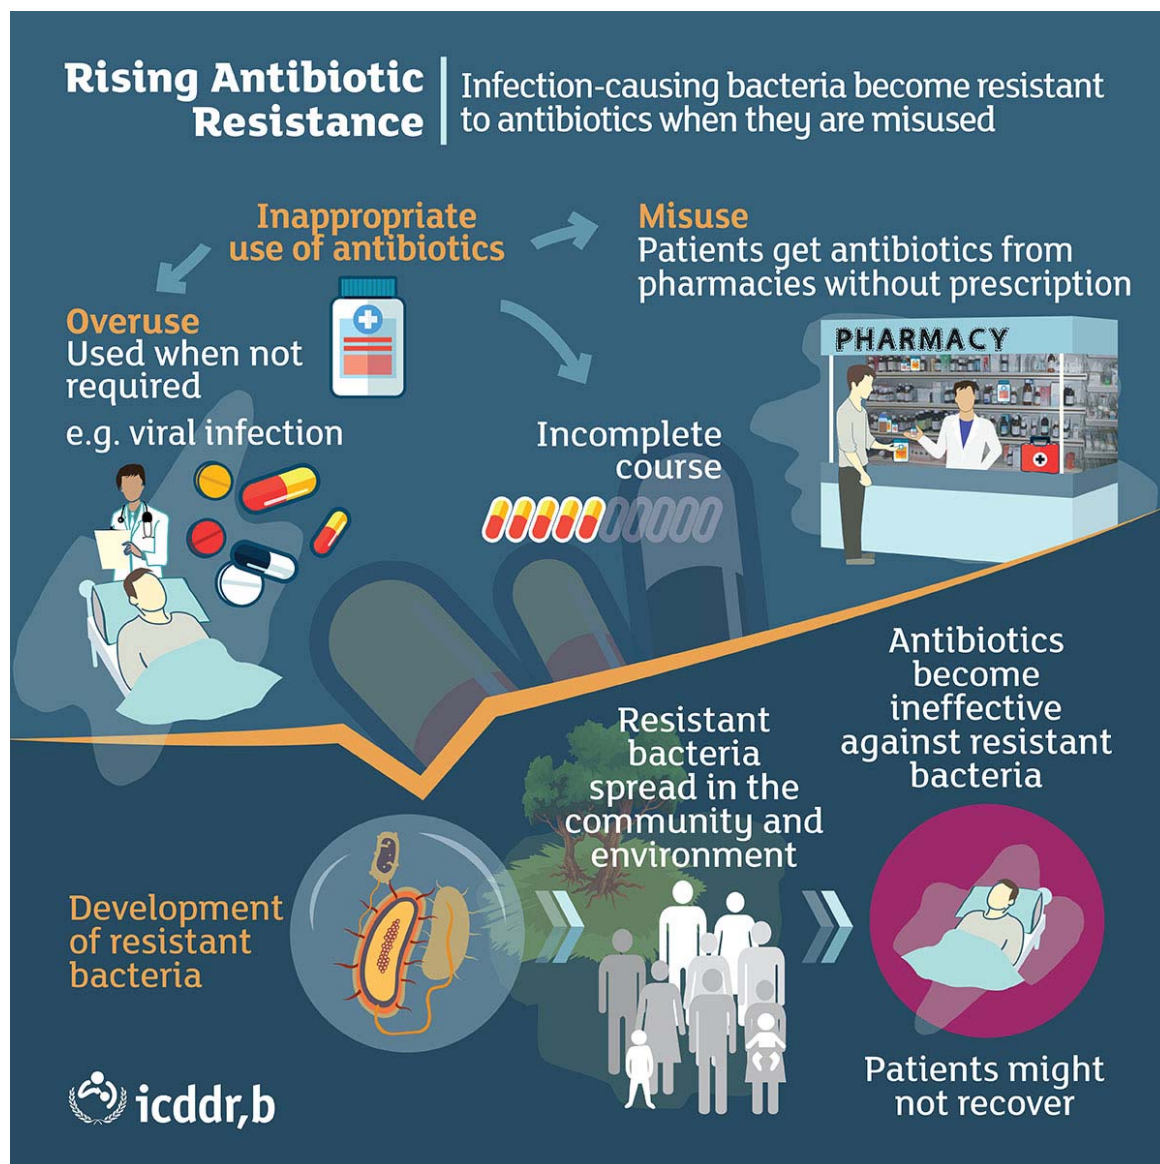 Rising Antibiotic
Resistance
Infection-causing bacteria become resistant
to antibiotics when they are misused
Inappropriate
use of antibiotics
Misuse
Patients get antibiotics from
pharmacies without prescription
PHARMACY
Overuse
Used when not
required
e.g. viral infection
Incomplete
course
Development
of resistant
bacteria
Resistant
bacteria
spread in the
community and
environment
Antibiotics
become
ineffective
against resistant
bacteria
Patients might
not recover
icddr,b